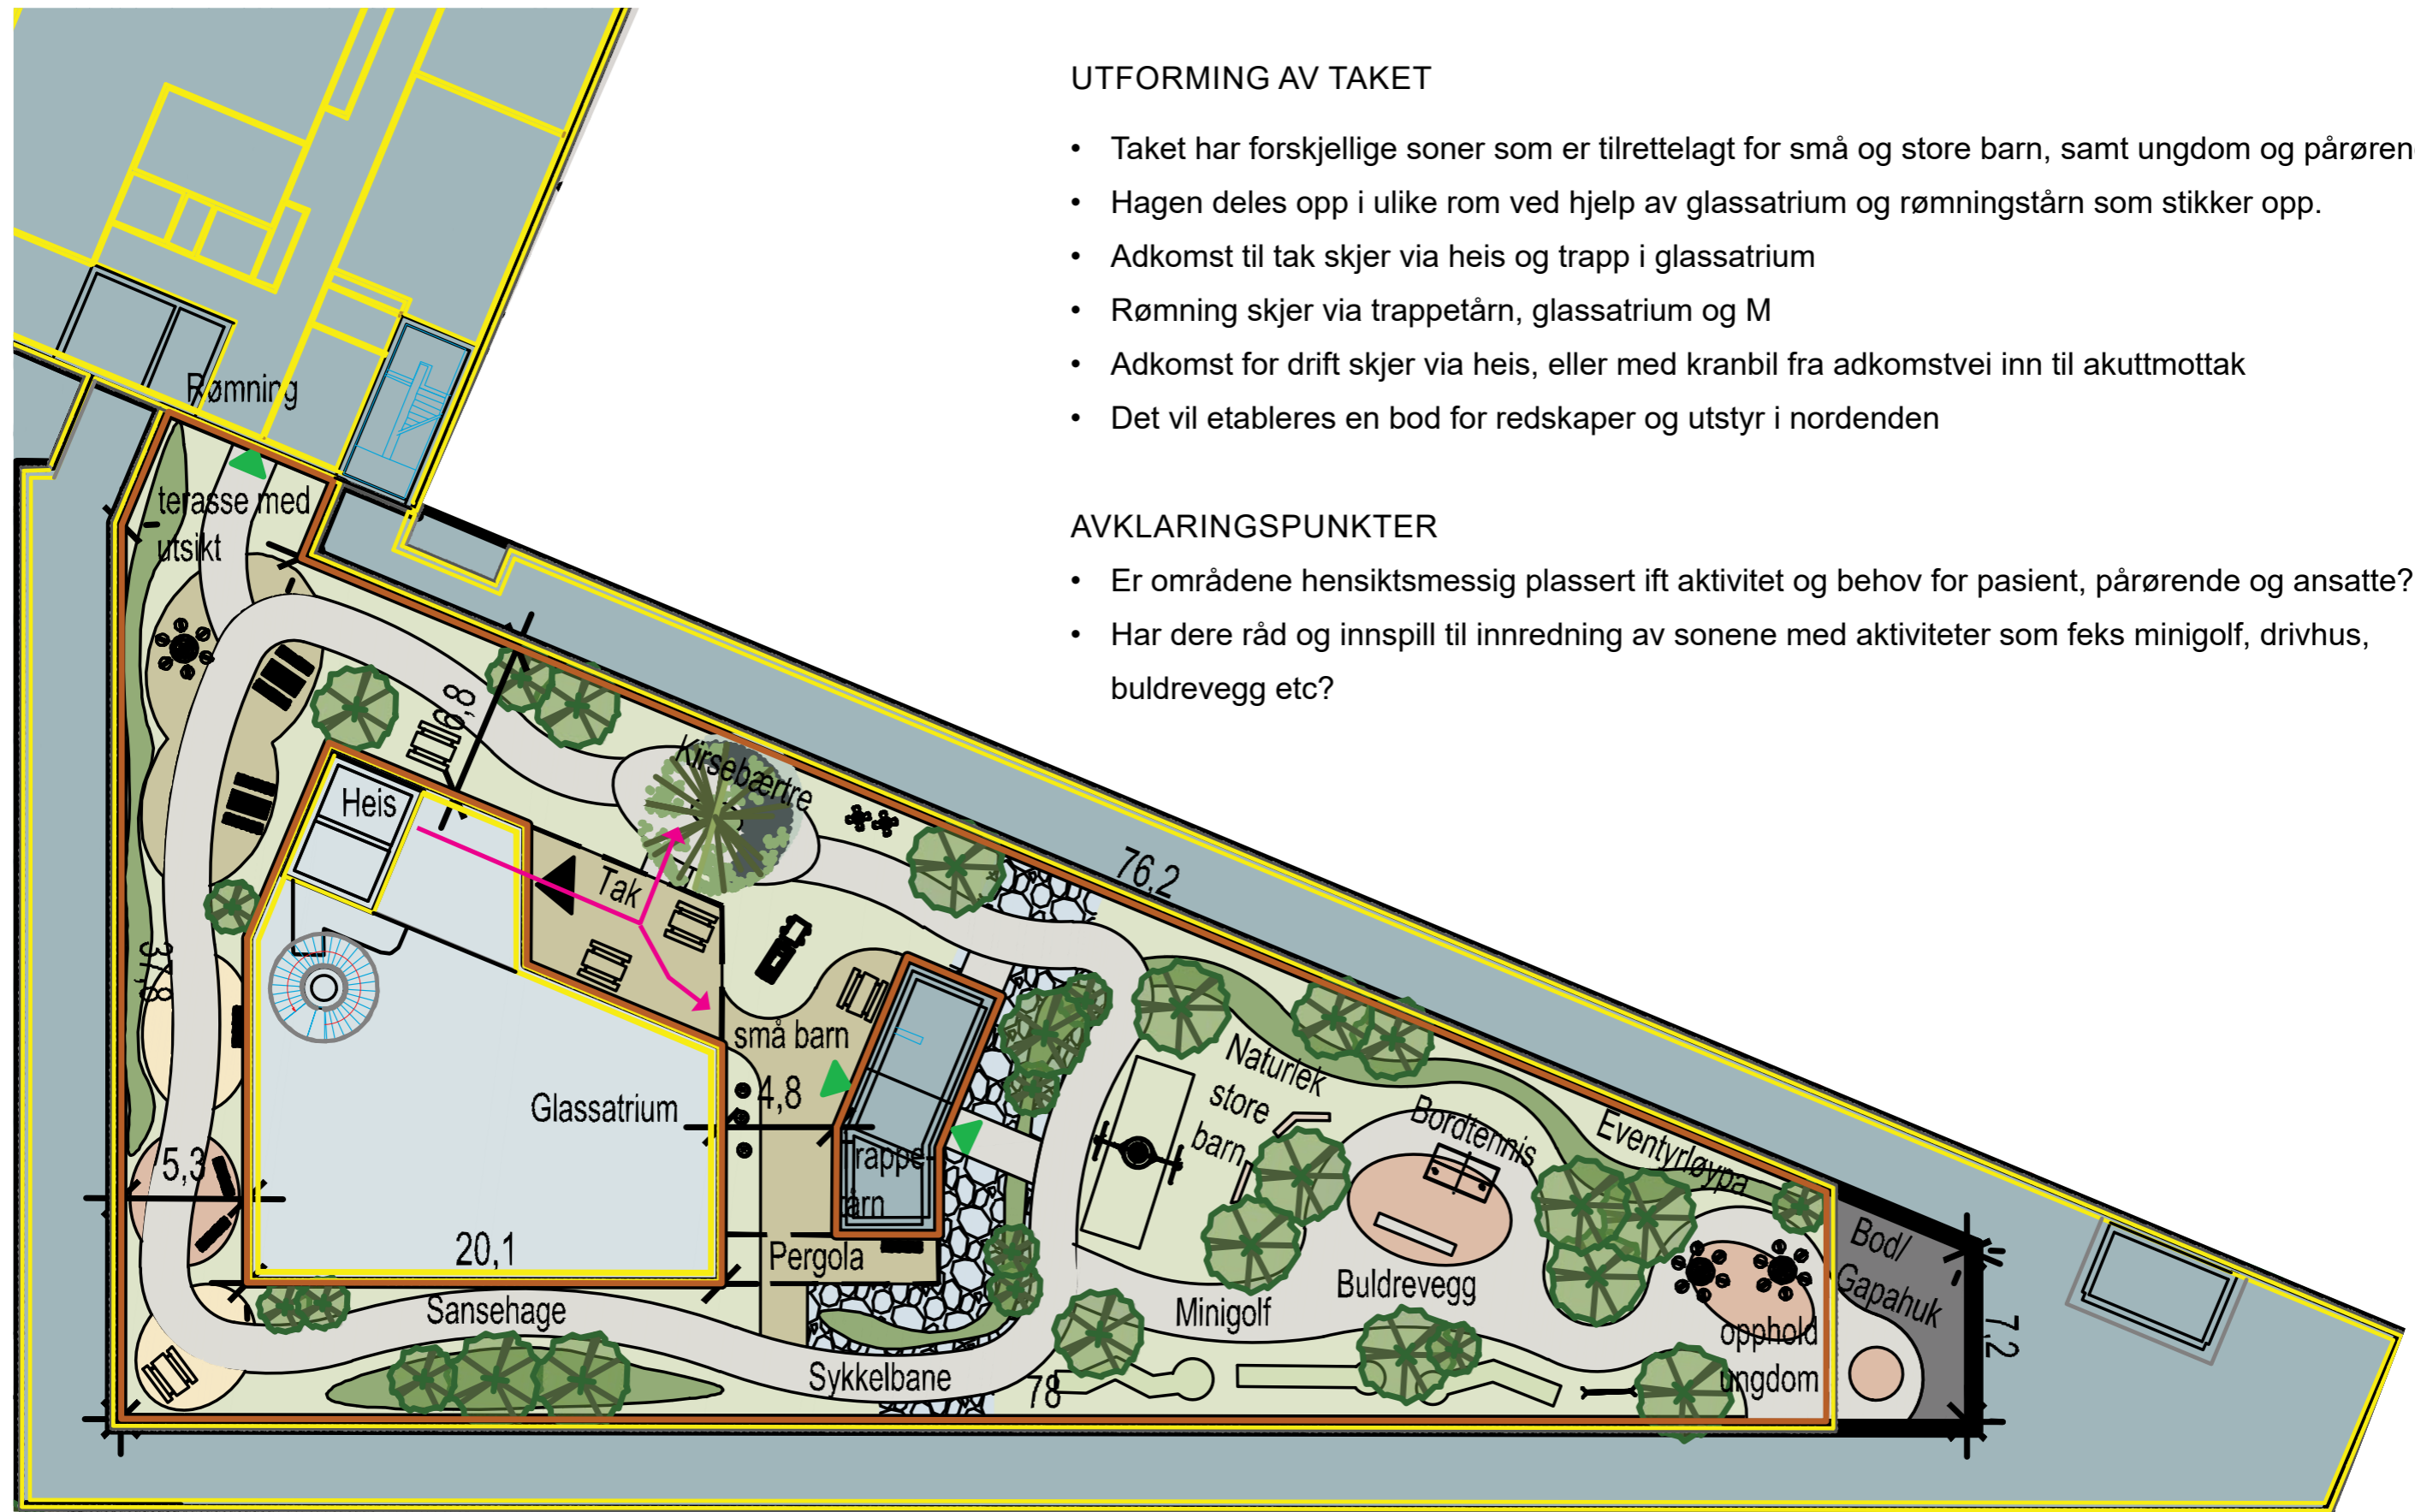 UTFORMING AV TAKET
• Taket har forskjellige soner som er tilrettelagt for små og store barn, samt ungdom og pårøren
• Hagen deles opp i ulike rom ved hjelp av glassatrium og rømningstårn som stikker opp.
• Adkomst til tak skjer via heis og trapp i glassatrium
• Rømning skjer via trappetårn, glassatrium og M
• Adkomst for drift skjer via heis, eller med kranbil fra adkomstvei inn til akuttmottak
• Det vil etableres en bod for redskaper og utstyr i nordenden
AVKLARINGSPUNKTER
• Er områdene hensiktsmessig plassert ift aktivitet og behov for pasient, pårørende og ansatte?
• Har dere råd og innspill til innredning av sonene med aktiviteter som feks minigolf, drivhus,
buldrevegg etc?
Rømning
terasse med
utsikt
6,8
Kirsebærtre
Heis
Tak
76,2
37,8
små barn
4,8
Glassatrium
Trappe-
tårn
Naturlek
store
barn
Bordtennis
Eventyrløypa
5,3
20,1
Pergola
Sansehage
Sykkelbane
Minigolf
Buldrevegg
78
opphold
ungdom
Bod/
Gapahuk
7,2